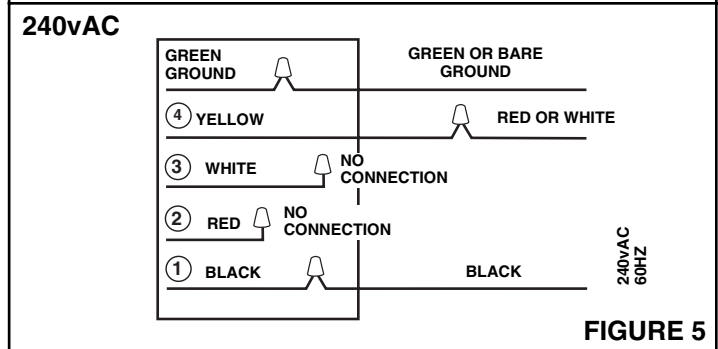 240vAC
GREEN
GROUND
GREEN OR BARE
GROUND
4 YELLOW
RED OR WHITE
3 WHITE
NO
CONNECTION
2 RED
NO
CONNECTION
1 BLACK
BLACK
240vAC
60HZ
FIGURE 5